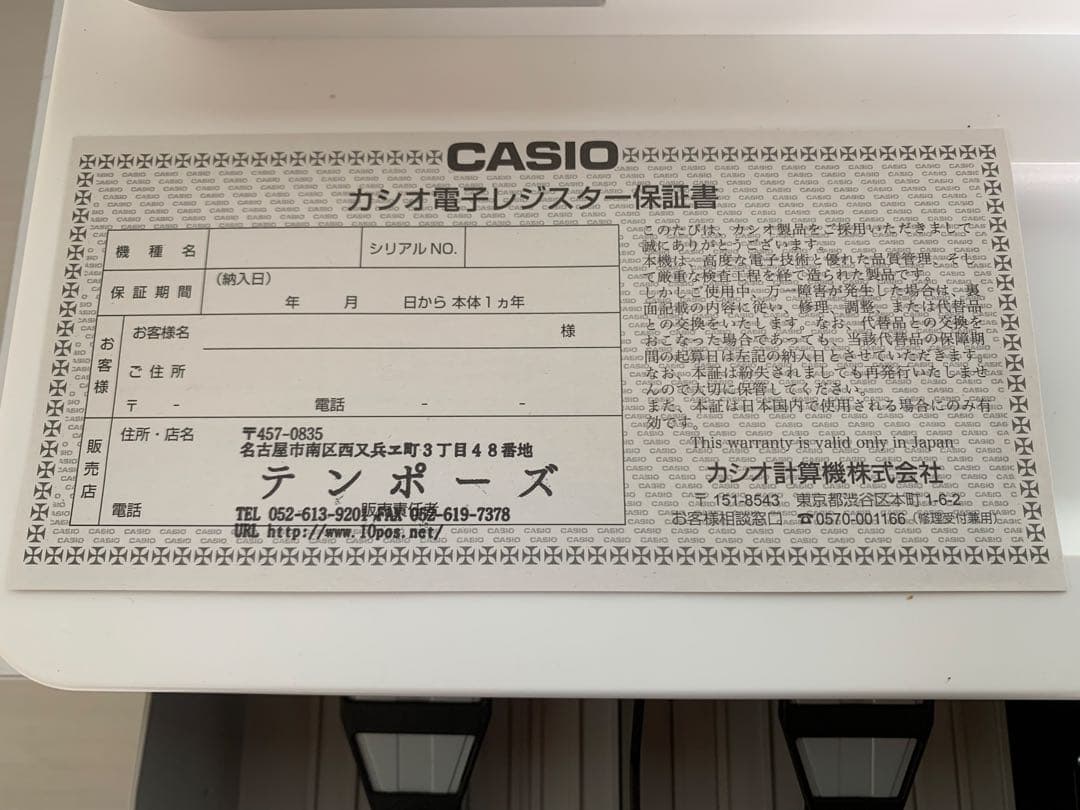 CASIO
カシオ電子レジスター保証書
機種名
シリアルNO.
保証期間
(納入日)
年 月 日から 本体1ヵ年
お客様
お客様名 様
ご住所
〒 - 電話 - -
販売店
住所・店名
〒457-0835
名古屋市南区西又兵ヱ町3丁目48番地
テンポーズ
電話
販売責任者
TEL 052-613-9201 FAX 052-619-7378
URL http://www.10pos.net/
このたびは、カシオ製品をご採用いただきまして
誠にありがとうございます。
本機は、高度な電子技術と優れた品質管理、そし
て厳重な検査工程を経て造られた製品です。
しかしご使用中、万一障害が発生した場合は、裏
面記載の内容に従い、修理、調整、または代替品
との交換をいたします。なお、代替品との交換を
おこなった場合であっても、当該代替品の保障期
間の起算日は左記の納入日とさせていただきます。
なお、本証は紛失されましても再発行いたしませ
んので大切に保管してください。
また、本証は日本国内で使用される場合にのみ有
効です。
This warranty is valid only in Japan
カシオ計算機株式会社
〒151-8543 東京都渋谷区本町1-6-2
お客様相談窓口 ☎0570-001166 (修理受付兼用)